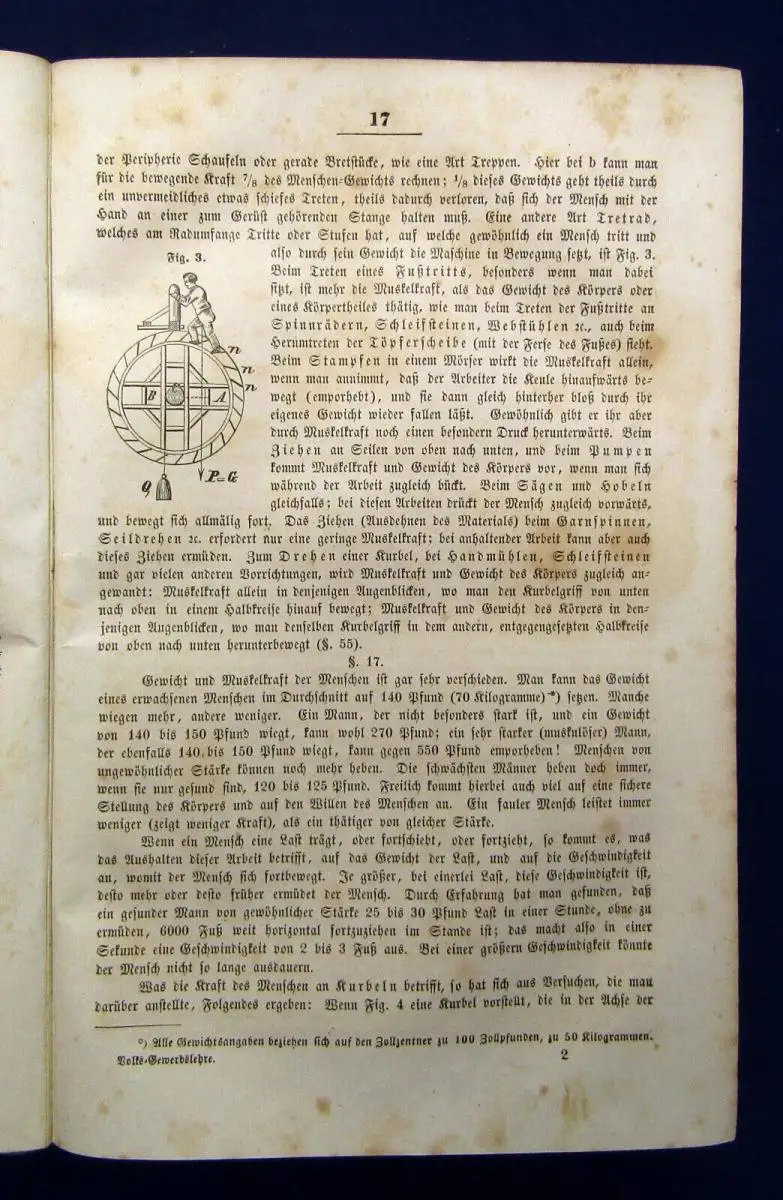 17
der Peripherie Schaufeln oder gerade Bretstücke, wie eine Art Treppen. Hier bei b kann man
für die bewegende Kraft ⁷/₈ des Menschen-Gewichts rechnen; ¹/₈ dieses Gewichts geht theils durch
ein unvermeidliches etwas schiefes Treten, theils dadurch verloren, daß sich der Mensch mit der
Hand an einer zum Gerüst gehörenden Stange halten muß. Eine andere Art Tretrad,
welches am Radumfange Tritte oder Stufen hat, auf welche gewöhnlich ein Mensch tritt und
also durch sein Gewicht die Maschine in Bewegung setzt, ist Fig. 3.
Beim Treten eines Fußtritts, besonders wenn man dabei
sitzt, ist mehr die Muskelkraft, als das Gewicht des Körpers oder
eines Körpertheiles thätig, wie man beim Treten der Fußtritte an
Spinnrädern, Schleifsteinen, Webstühlen ꝛc., auch beim
Herumtreten der Töpferscheibe (mit der Ferse des Fußes) sieht.
Beim Stampfen in einem Mörser wirkt die Muskelkraft allein,
wenn man annimmt, daß der Arbeiter die Keule hinaufwärts be-
wegt (emporhebt), und sie dann gleich hinterher bloß durch ihr
eigenes Gewicht wieder fallen läßt. Gewöhnlich gibt er ihr aber
durch Muskelkraft noch einen besondern Druck herunterwärts. Beim
Ziehen an Seilen von oben nach unten, und beim Pumpen
kommt Muskelkraft und Gewicht des Körpers vor, wenn man sich
während der Arbeit zugleich bückt. Beim Sägen und Hobeln
gleichfalls; bei diesen Arbeiten drückt der Mensch zugleich vorwärts,
und bewegt sich allmälig fort. Das Ziehen (Ausdehnen des Materials) beim Garnspinnen,
Seildrehen ꝛc. erfordert nur eine geringe Muskelkraft; bei anhaltender Arbeit kann aber auch
dieses Ziehen ermüden. Zum Drehen einer Kurbel, bei Handmühlen, Schleifsteinen
und gar vielen anderen Vorrichtungen, wird Muskelkraft und Gewicht des Körpers zugleich an-
gewandt: Muskelkraft allein in denjenigen Augenblicken, wo man den Kurbelgriff von unten
nach oben in einem Halbkreise hinauf bewegt; Muskelkraft und Gewicht des Körpers in den-
jenigen Augenblicken, wo man denselben Kurbelgriff in dem andern, entgegengesetzten Halbkreise
von oben nach unten herunterbewegt (§. 55).
Fig. 3.
n
n
n
B
C
A
P=G
Q
§. 17.
Gewicht und Muskelkraft der Menschen ist gar sehr verschieden. Man kann das Gewicht
eines erwachsenen Menschen im Durchschnitt auf 140 Pfund (70 Kilogramme)*) setzen. Manche
wiegen mehr, andere weniger. Ein Mann, der nicht besonders stark ist, und ein Gewicht
von 140 bis 150 Pfund wiegt, kann wohl 270 Pfund; ein sehr starker (muskulöser) Mann,
der ebenfalls 140 bis 150 Pfund wiegt, kann gegen 550 Pfund emporheben! Menschen von
ungewöhnlicher Stärke können noch mehr heben. Die schwächsten Männer heben doch immer,
wenn sie nur gesund sind, 120 bis 125 Pfund. Freilich kommt hierbei auch viel auf eine sichere
Stellung des Körpers und auf den Willen des Menschen an. Ein fauler Mensch leistet immer
weniger (zeigt weniger Kraft), als ein thätiger von gleicher Stärke.
Wenn ein Mensch eine Last trägt, oder fortschiebt, oder fortzieht, so kommt es, was
das Aushalten dieser Arbeit betrifft, auf das Gewicht der Last, und auf die Geschwindigkeit
an, womit der Mensch sich fortbewegt. Je größer, bei einerlei Last, diese Geschwindigkeit ist,
desto mehr oder desto früher ermüdet der Mensch. Durch Erfahrung hat man gefunden, daß
ein gesunder Mann von gewöhnlicher Stärke 25 bis 30 Pfund Last in einer Stunde, ohne zu
ermüden, 6000 Fuß weit horizontal fortzuziehen im Stande ist; das macht also in einer
Sekunde eine Geschwindigkeit von 2 bis 3 Fuß aus. Bei einer größern Geschwindigkeit könnte
der Mensch nicht so lange ausdauern.
Was die Kraft des Menschen an Kurbeln betrifft, so hat sich aus Versuchen, die man
darüber anstellte, Folgendes ergeben: Wenn Fig. 4 eine Kurbel vorstellt, die in der Achse der
*) Alle Gewichtsangaben beziehen sich auf den Zollzentner zu 100 Zollpfunden, zu 50 Kilogrammen.
Volks-Gewerbslehre.
2